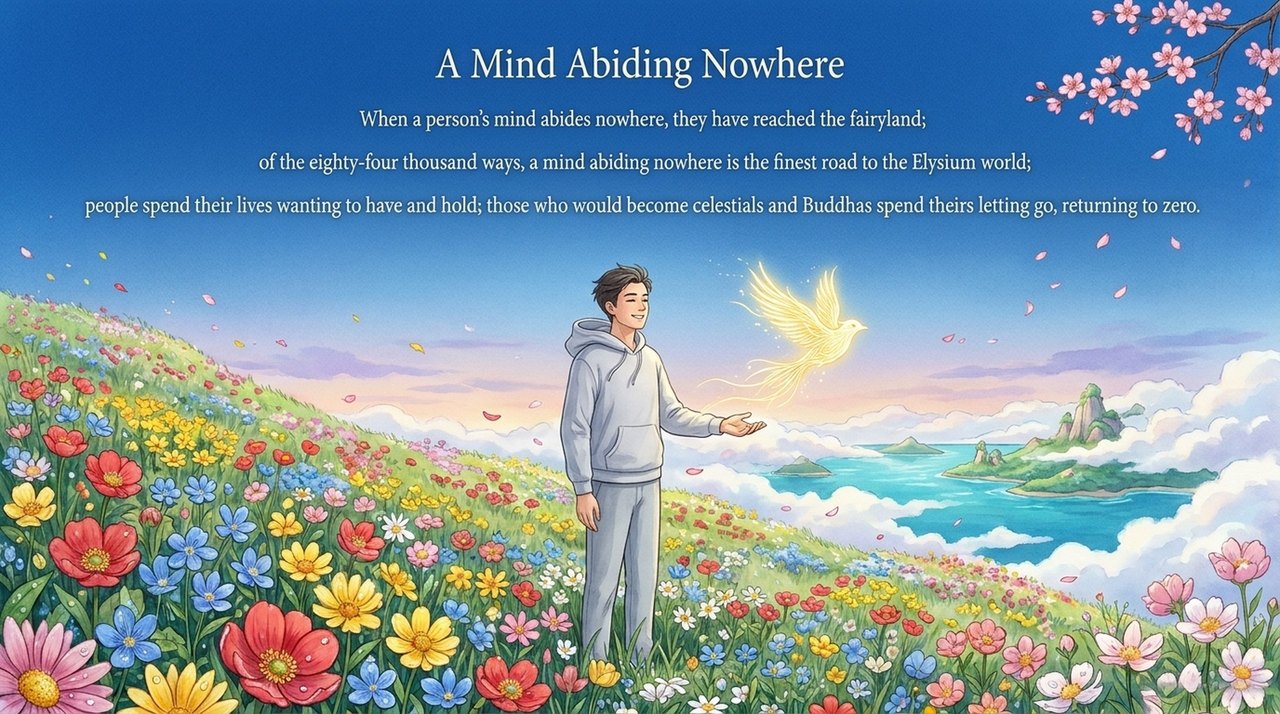 A Mind Abiding Nowhere
When a person's mind abides nowhere, they have reached the fairyland;
of the eighty-four thousand ways, a mind abiding nowhere is the finest road to the Elysium world;
people spend their lives wanting to have and hold; those who would become celestials and Buddhas spend theirs letting go, returning to zero.